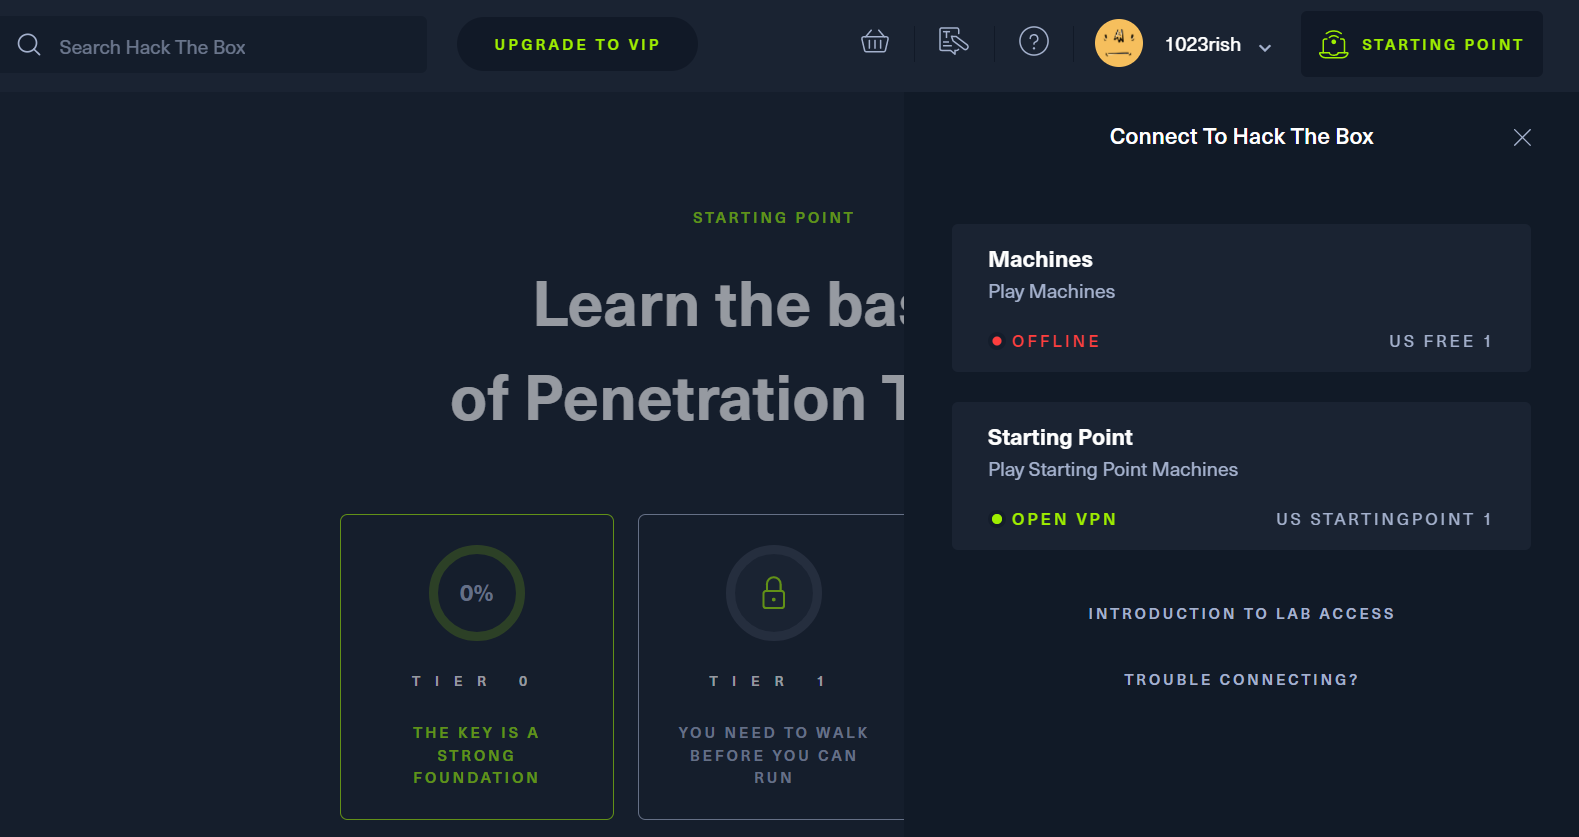 Search Hack The Box
UPGRADE TO VIP
?
1023rish
STARTING POINT
STARTING POINT
Learn the bas
of Penetration T
0%
TIER 0
THE KEY IS A
STRONG
FOUNDATION
TIER 1
YOU NEED TO WALK
BEFORE YOU CAN
RUN
Connect To Hack The Box
Machines
Play Machines
OFFLINE US FREE 1
Starting Point
Play Starting Point Machines
OPEN VPN US STARTINGPOINT 1
INTRODUCTION TO LAB ACCESS
TROUBLE CONNECTING?